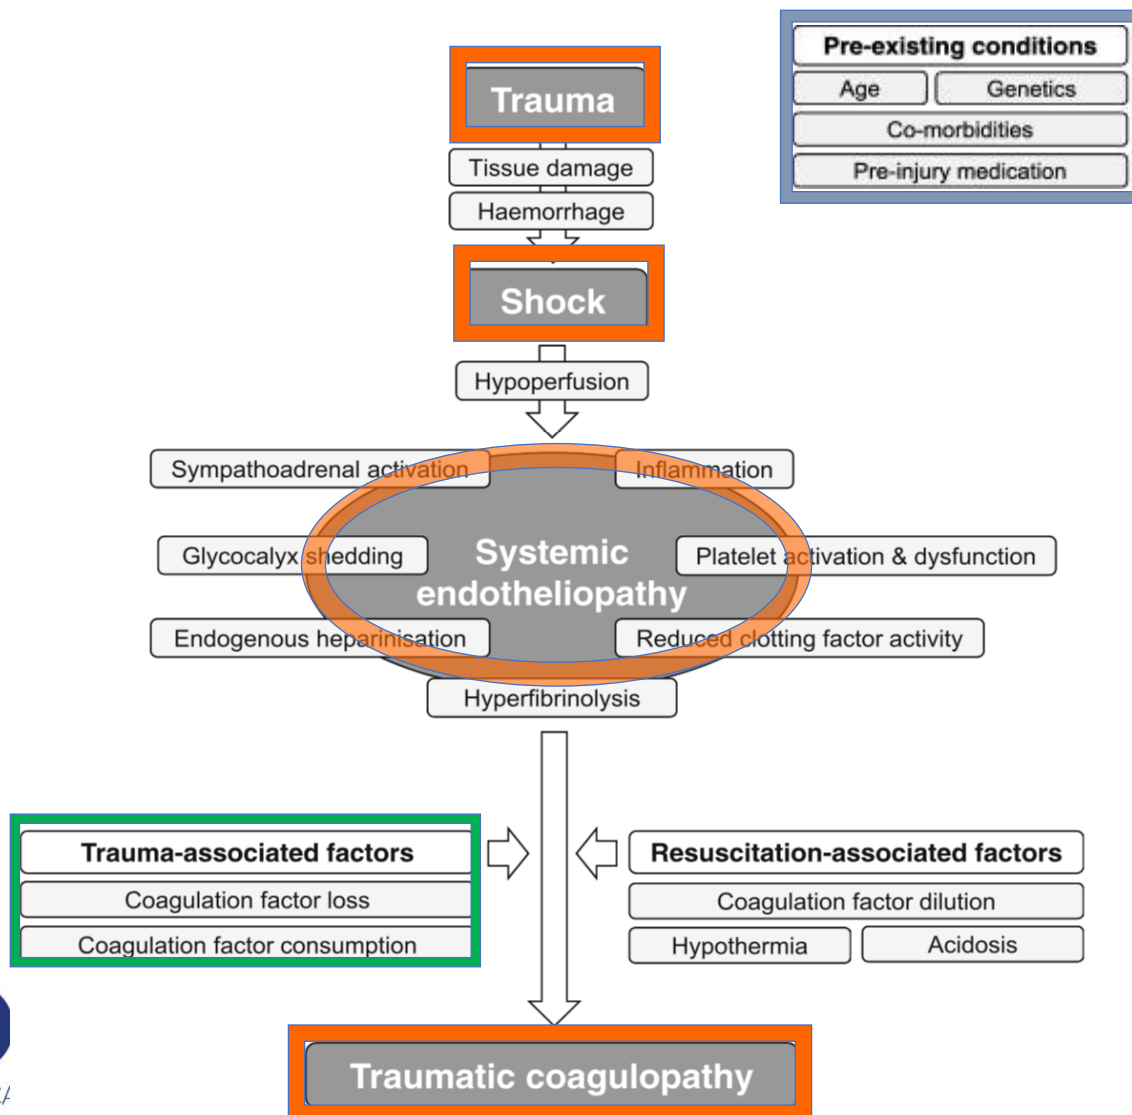 Pre-existing conditions
Age
Genetics
Co-morbidities
Pre-injury medication
Trauma
Tissue damage
Haemorrhage
Shock
Hypoperfusion
Sympathoadrenal activation
Inflammation
Glycocalyx shedding
Systemic
endotheliopathy
Platelet activation & dysfunction
Endogenous heparinisation
Reduced clotting factor activity
Hyperfibrinolysis
Trauma-associated factors
Coagulation factor loss
Coagulation factor consumption
Resuscitation-associated factors
Coagulation factor dilution
Hypothermia
Acidosis
Traumatic coagulopathy